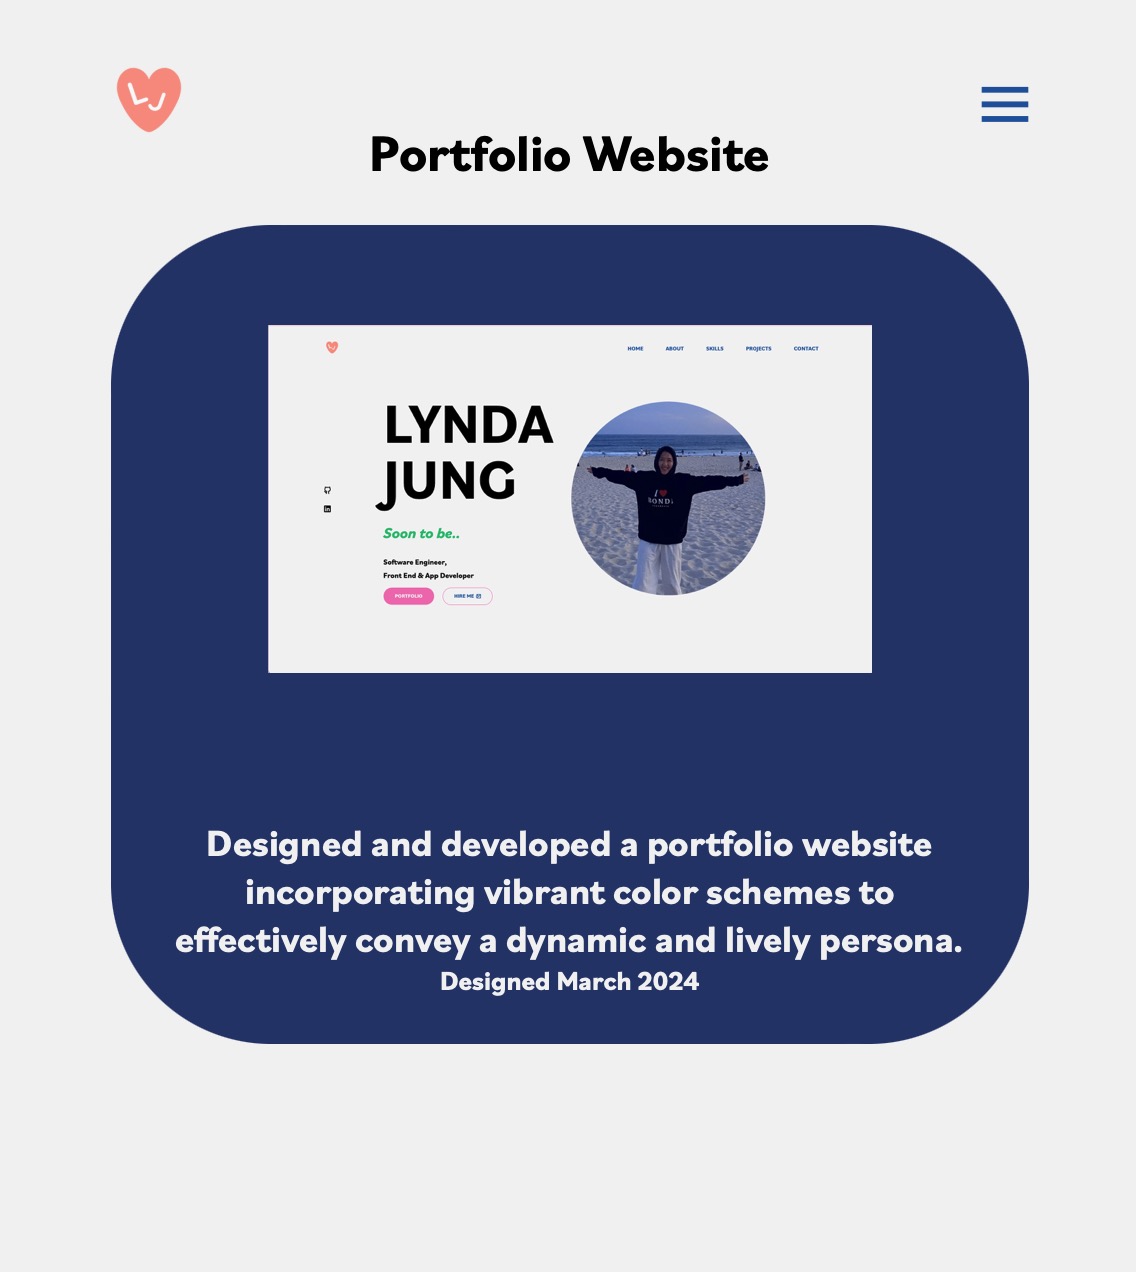 LJ
Portfolio Website
HOME ABOUT SKILLS PROJECTS CONTACT
LYNDA
JUNG
Soon to be..
Software Engineer,
Front End & App Developer
PORTFOLIO HIRE ME
I
BONDI
in
Designed and developed a portfolio website
incorporating vibrant color schemes to
effectively convey a dynamic and lively persona.
Designed March 2024